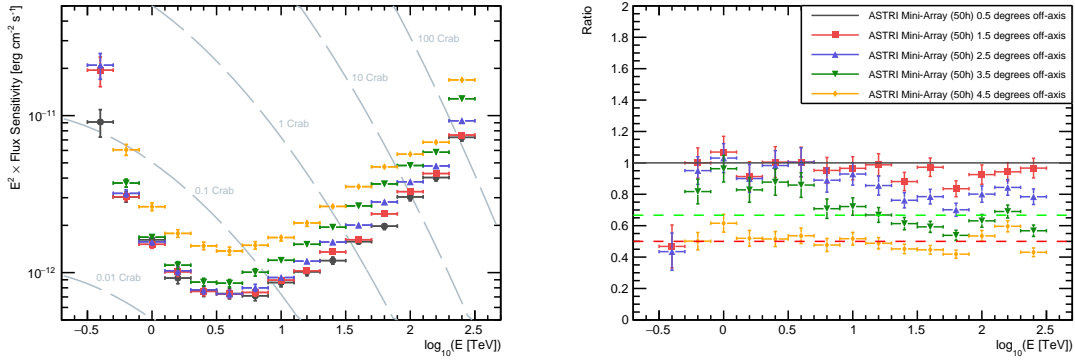 E² × Flux Sensitivity [erg cm⁻² s⁻¹]
10⁻¹¹
10⁻¹²
100 Crab
10 Crab
1 Crab
0.1 Crab
0.01 Crab
−0.5 0 0.5 1 1.5 2 2.5
log₁₀(E [TeV])
Ratio
2
1.8
1.6
1.4
1.2
1
0.8
0.6
0.4
0.2
0
ASTRI Mini-Array (50h) 0.5 degrees off-axis
ASTRI Mini-Array (50h) 1.5 degrees off-axis
ASTRI Mini-Array (50h) 2.5 degrees off-axis
ASTRI Mini-Array (50h) 3.5 degrees off-axis
ASTRI Mini-Array (50h) 4.5 degrees off-axis
−0.5 0 0.5 1 1.5 2 2.5
log₁₀(E [TeV])